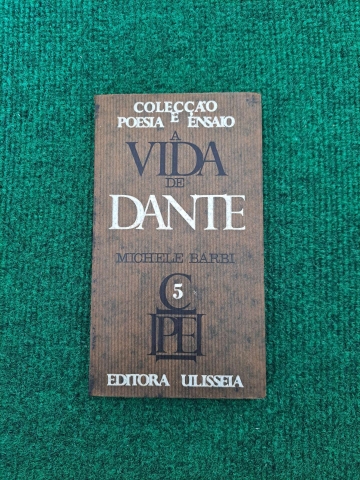 COLECÇÃO
POESIA E ENSAIO
A
VIDA
DE
DANTE
MICHELE BARBI
C
5
PE
EDITORA ULISSEIA